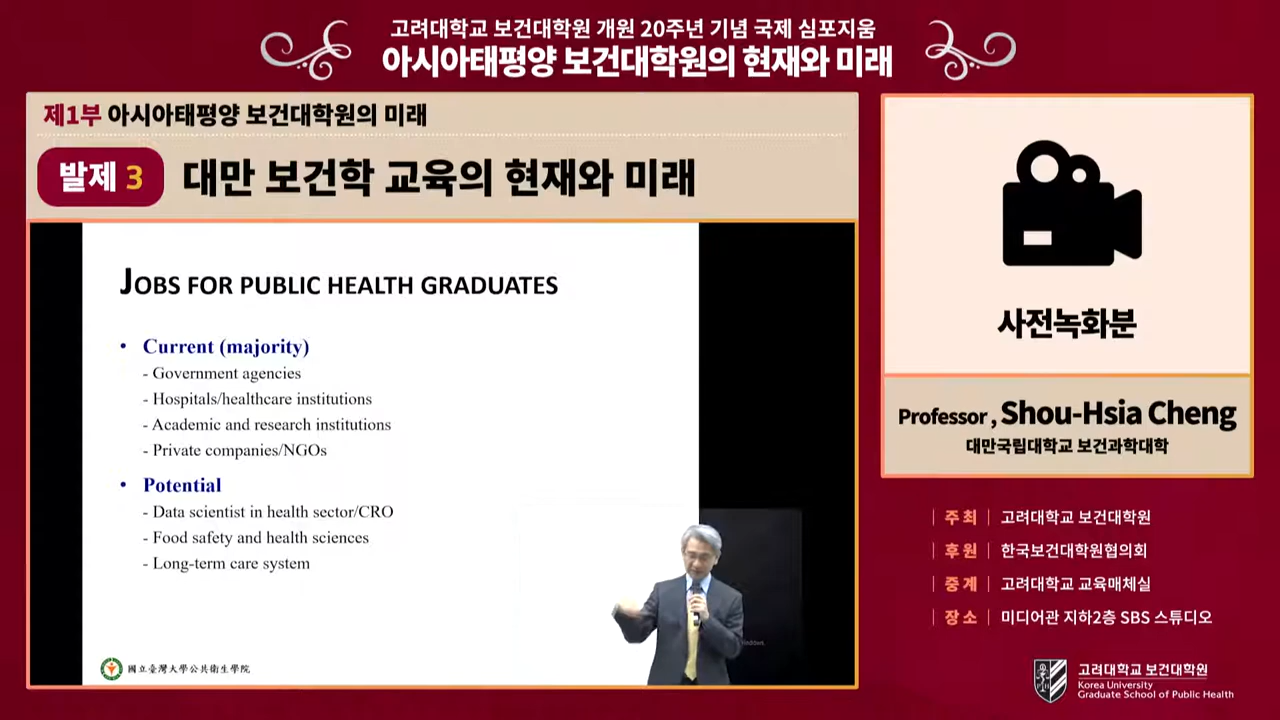 고려대학교 보건대학원 개원 20주년 기념 국제 심포지움
아시아태평양 보건대학원의 현재와 미래
제1부 아시아태평양 보건대학원의 미래
발제 3 대만 보건학 교육의 현재와 미래
JOBS FOR PUBLIC HEALTH GRADUATES
• Current (majority)
- Government agencies
- Hospitals/healthcare institutions
- Academic and research institutions
- Private companies/NGOs
• Potential
- Data scientist in health sector/CRO
- Food safety and health sciences
- Long-term care system
國立臺灣大學公共衛生學院
사전녹화분
Professor, Shou-Hsia Cheng
대만국립대학교 보건과학대학
주최 | 고려대학교 보건대학원
후원 | 한국보건대학원협의회
중계 | 고려대학교 교육매체실
장소 | 미디어관 지하2층 SBS 스튜디오
고려대학교 보건대학원
Korea University
Graduate School of Public Health